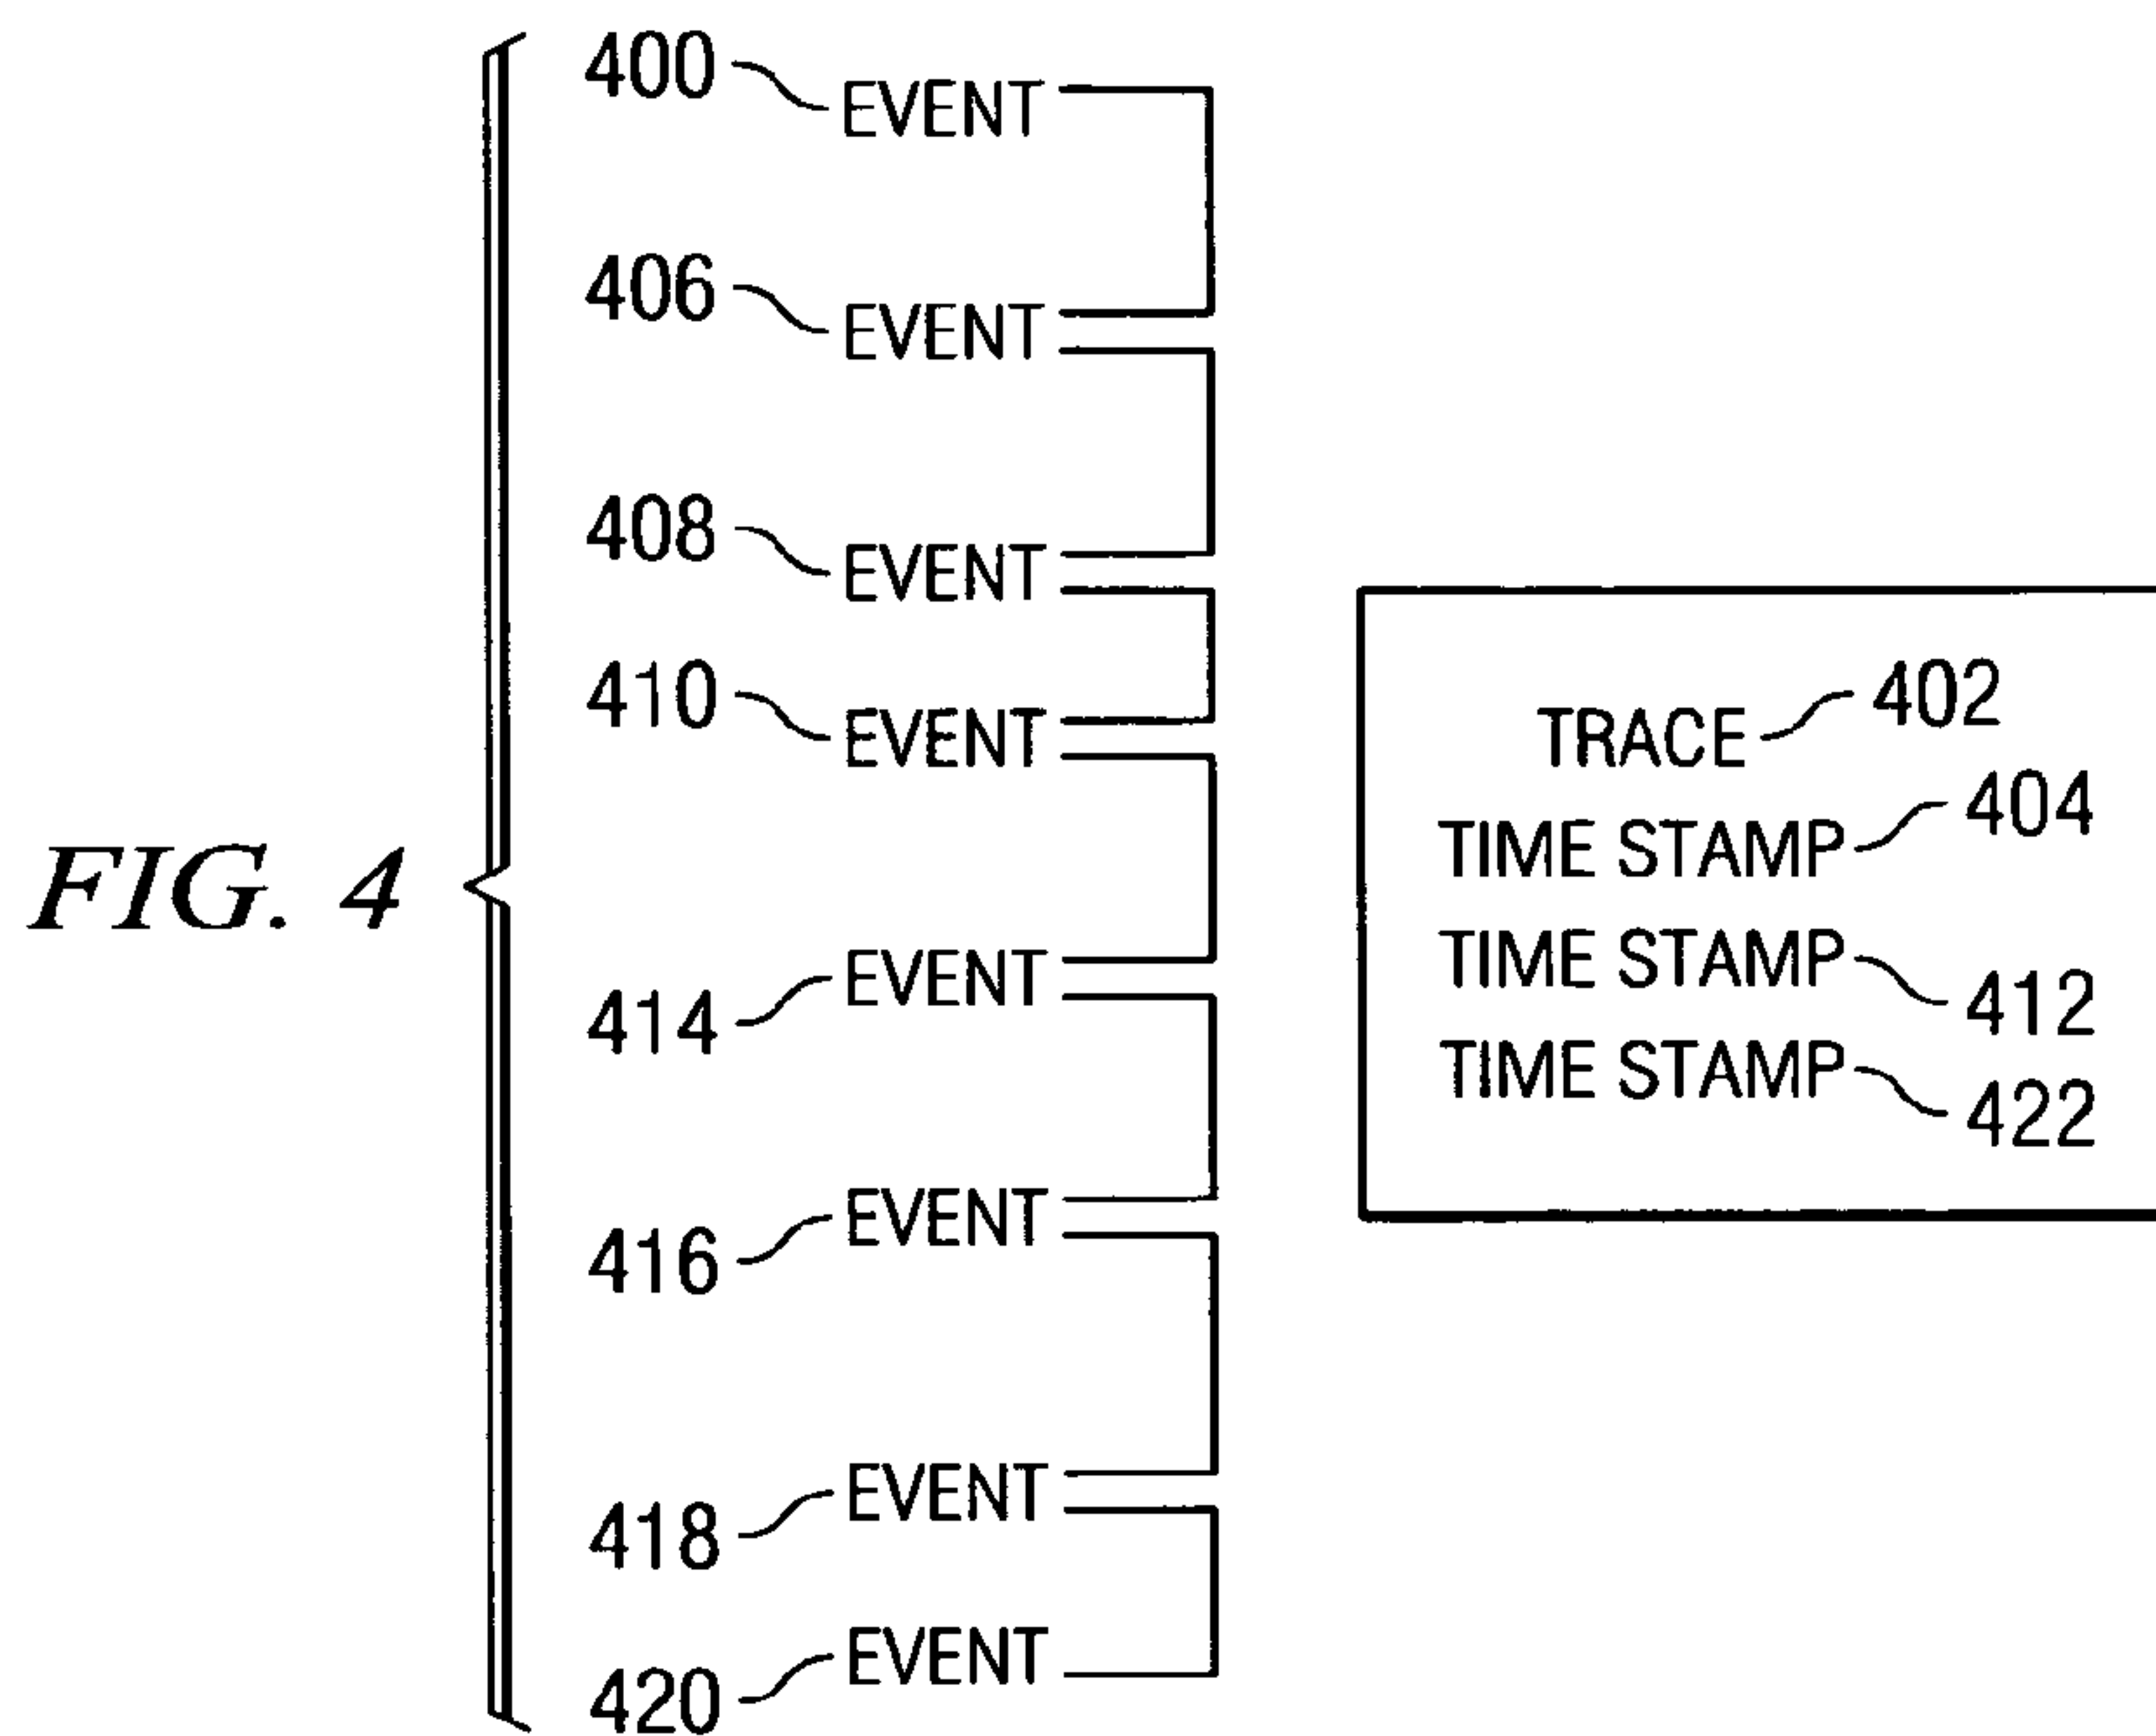 FIG. 4
400 EVENT
406 EVENT
408 EVENT
410 EVENT
414 EVENT
416 EVENT
418 EVENT
420 EVENT
TRACE 402
TIME STAMP 404
TIME STAMP 412
TIME STAMP 422